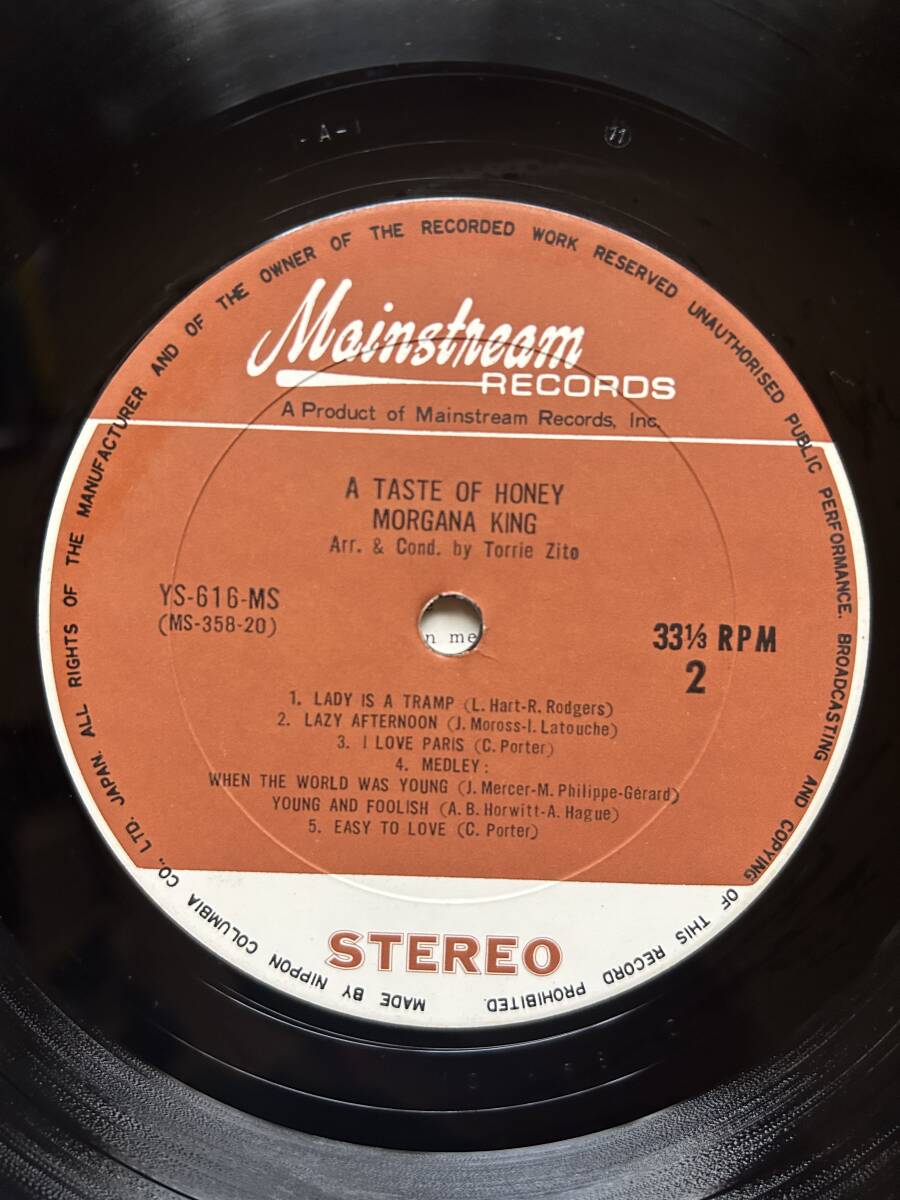 - A - 1
11
MADE BY NIPPON COLUMBIA CO., LTD. JAPAN. ALL RIGHTS OF THE MANUFACTURER AND OF THE OWNER OF THE RECORDED WORK RESERVED UNAUTHORISED PUBLIC PERFORMANCE. BROADCASTING AND COPYING OF THIS RECORD PROHIBITED.
Mainstream
RECORDS
A Product of Mainstream Records, Inc.
A TASTE OF HONEY
MORGANA KING
Arr. & Cond. by Torrie Zito
YS-616-MS
(MS-358-20)
n me
33⅓ RPM
2
1. LADY IS A TRAMP (L. Hart-R. Rodgers)
2. LAZY AFTERNOON (J. Moross-I. Latouche)
3. I LOVE PARIS (C. Porter)
4. MEDLEY:
WHEN THE WORLD WAS YOUNG (J. Mercer-M. Philippe-Gérard)
YOUNG AND FOOLISH (A. B. Horwitt-A. Hague)
5. EASY TO LOVE (C. Porter)
STEREO